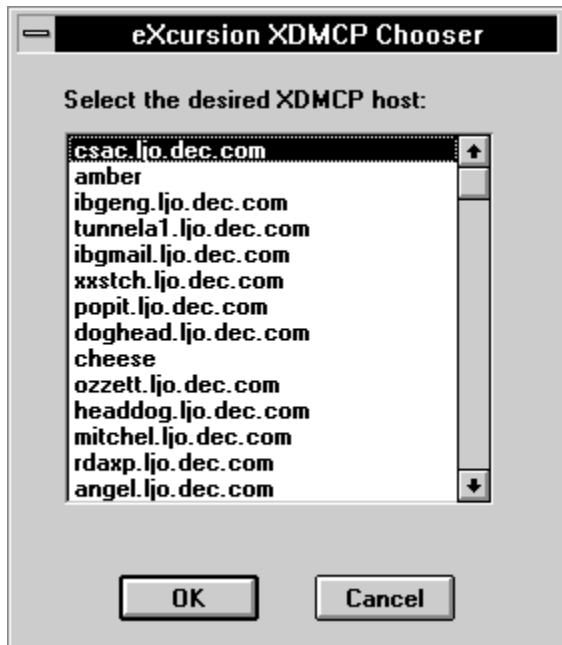 eXcursion XDMCP Chooser
Select the desired XDMCP host:
csac.ljo.dec.com
amber
ibgeng.ljo.dec.com
tunnela1.ljo.dec.com
ibgmail.ljo.dec.com
xxstch.ljo.dec.com
popit.ljo.dec.com
doghead.ljo.dec.com
cheese
ozzett.ljo.dec.com
headdog.ljo.dec.com
mitchel.ljo.dec.com
rdaxp.ljo.dec.com
angel.ljo.dec.com
OK Cancel